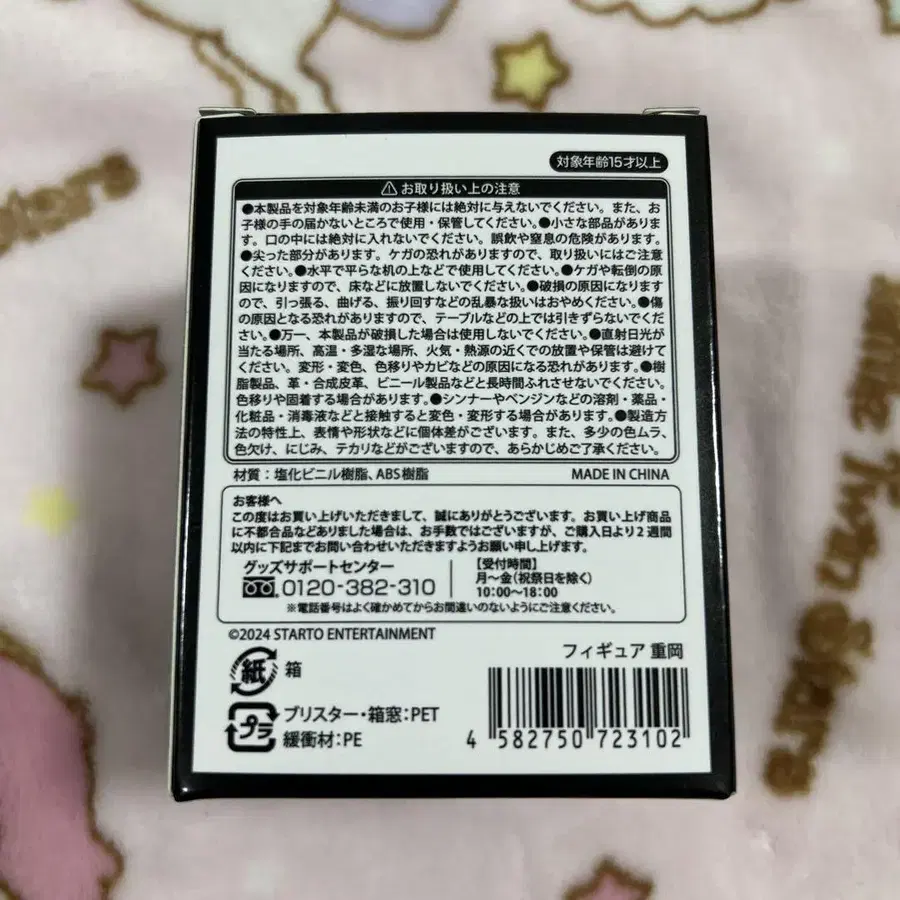 対象年齢15才以上
⚠お取り扱い上の注意
●本製品を対象年齢未満のお子様には絶対に与えないでください。また、お
子様の手の届かないところで使用・保管してください。●小さな部品がありま
す。口の中には絶対に入れないでください。誤飲や窒息の危険があります。
●尖った部分があります。ケガの恐れがありますので、取り扱いにはご注意
ください。●水平で平らな机の上などで使用してください。●ケガや転倒の原
因になりますので、床などに放置しないでください。●破損の原因になります
ので、引っ張る、曲げる、振り回すなどの乱暴な扱いはおやめください。●傷
の原因となる恐れがありますので、テーブルなどの上では引きずらないでくだ
さい。●万一、本製品が破損した場合は使用しないでください。●直射日光が
当たる場所、高温・多湿な場所、火気・熱源の近くでの放置や保管は避けて
ください。変形・変色、色移りやカビなどの原因になる恐れがあります。●樹
脂製品、革・合成皮革、ビニール製品などと長時間ふれさせないでください。
色移りや固着する場合があります。●シンナーやベンジンなどの溶剤・薬品・
化粧品・消毒液などと接触すると変色・変形する場合があります。●製造方
法の特性上、表情や形状などに個体差がございます。また、多少の色ムラ、
色欠け、にじみ、テカリなどがございますので、あらかじめご了承ください。
材質：塩化ビニル樹脂、ABS樹脂 MADE IN CHINA
お客様へ
この度はお買い上げいただきまして、誠にありがとうございます。お買い上げ商品
に不都合品などありました場合は、お手数ではございますが、ご購入日より2週間
以内に下記までお問い合わせいただきますようお願い申し上げます。
グッズサポートセンター
0120-382-310
【受付時間】
月～金(祝祭日を除く)
10:00～18:00
※電話番号はよく確かめてからお間違いのないようにご注意ください。
©2024 STARTO ENTERTAINMENT
フィギュア 重岡
紙 箱
プラ ブリスター・箱窓：PET
緩衝材：PE
4 582750 723102